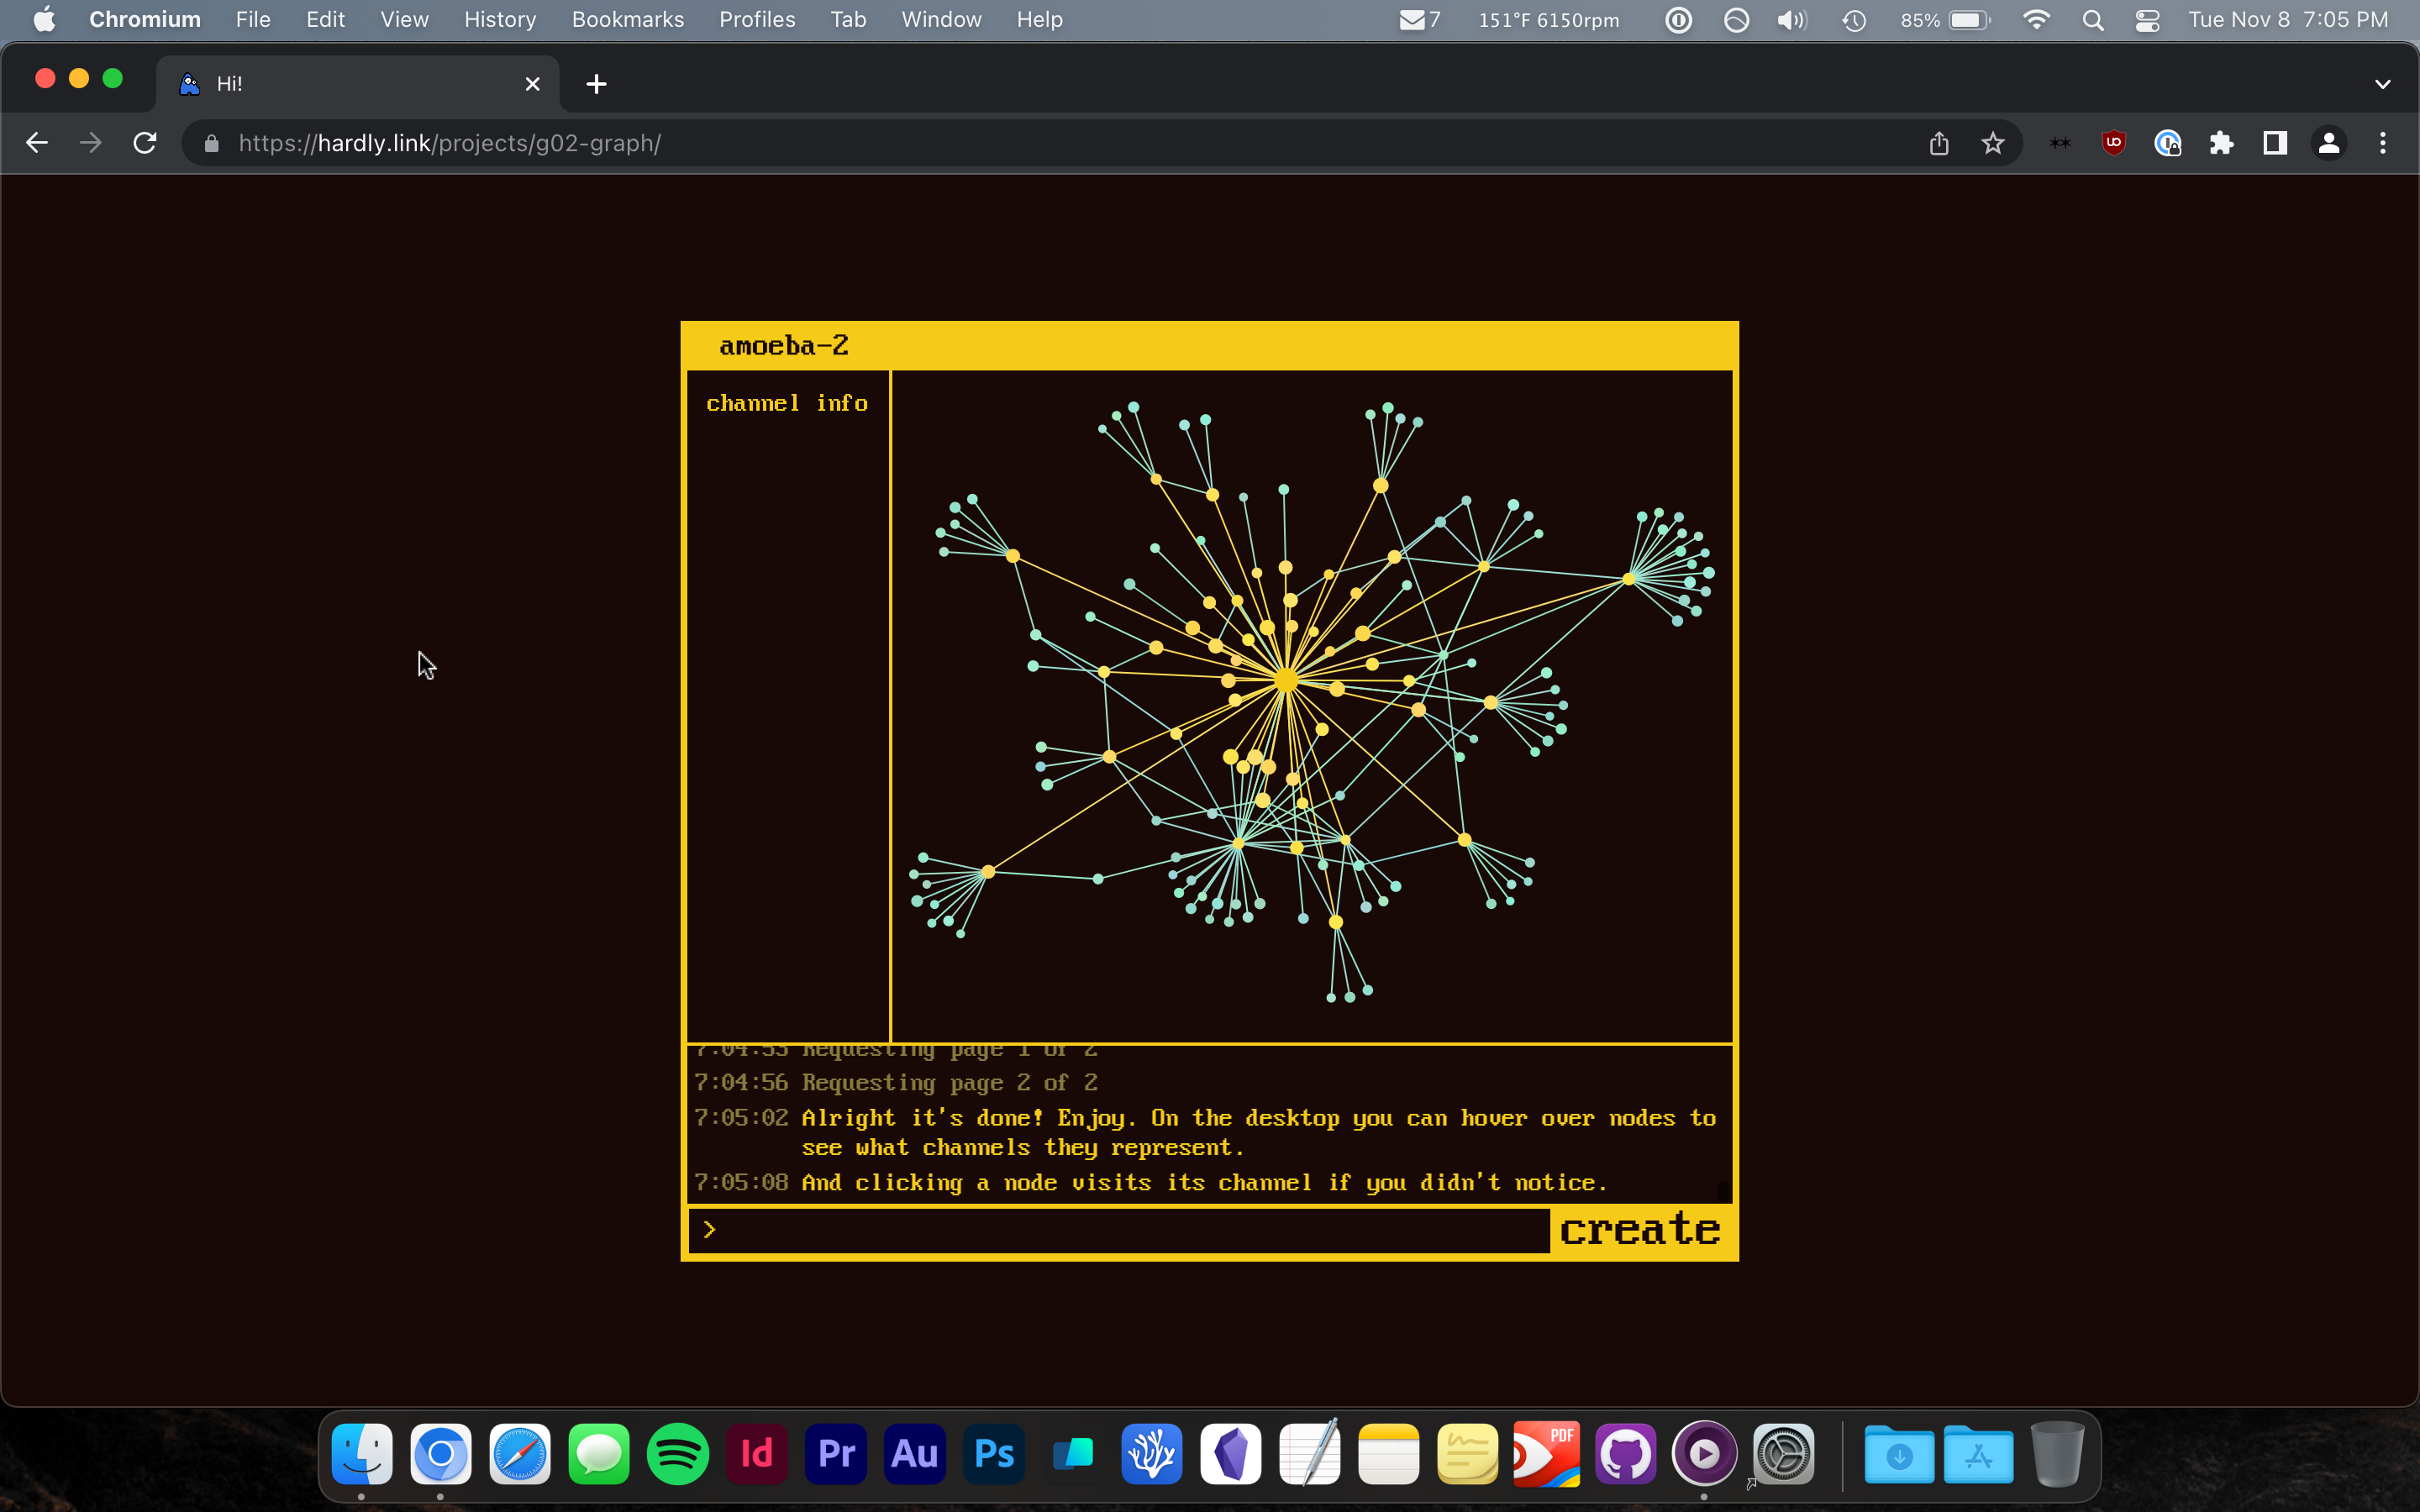 Chromium File Edit View History Bookmarks Profiles Tab Window Help 7 151°F 6150rpm 85% Tue Nov 8 7:05 PM
Hi!
https://hardly.link/projects/g02-graph/
amoeba-2
channel info
7:04:53 Requesting page 1 of 2
7:04:56 Requesting page 2 of 2
7:05:02 Alright it's done! Enjoy. On the desktop you can hover over nodes to
see what channels they represent.
7:05:08 And clicking a node visits its channel if you didn't notice.
> create
Id Pr Au Ps PDF